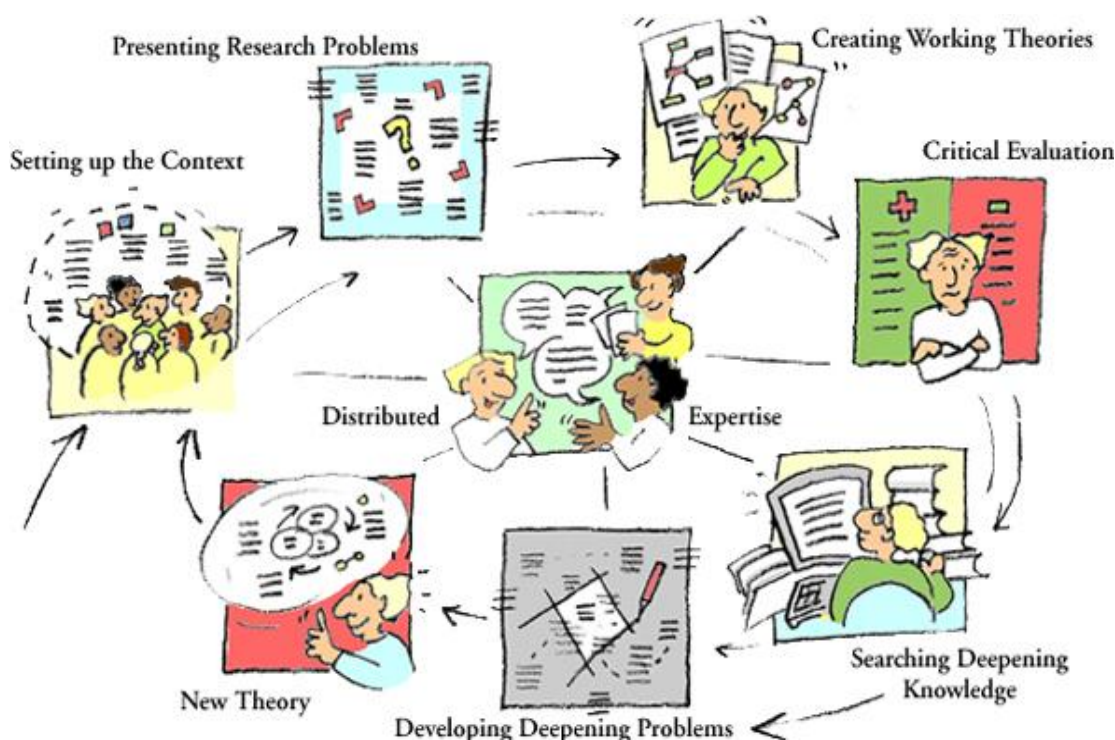 Presenting Research Problems
Creating Working Theories
Setting up the Context
Critical Evaluation
Distributed
Expertise
New Theory
Searching Deepening
Knowledge
Developing Deepening Problems